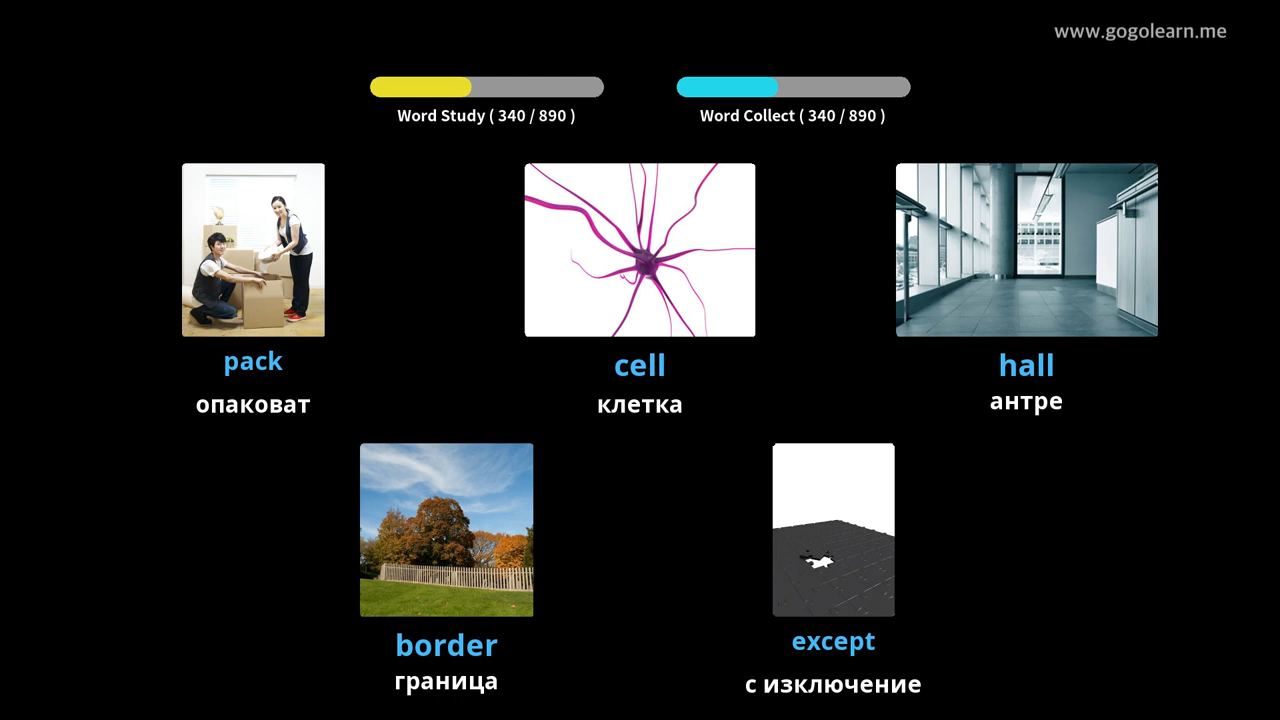 www.gogolearn.me
Word Study ( 340 / 890 )
Word Collect ( 340 / 890 )
pack
cell
hall
опаковат
клетка
антре
border
except
граница
с изключение